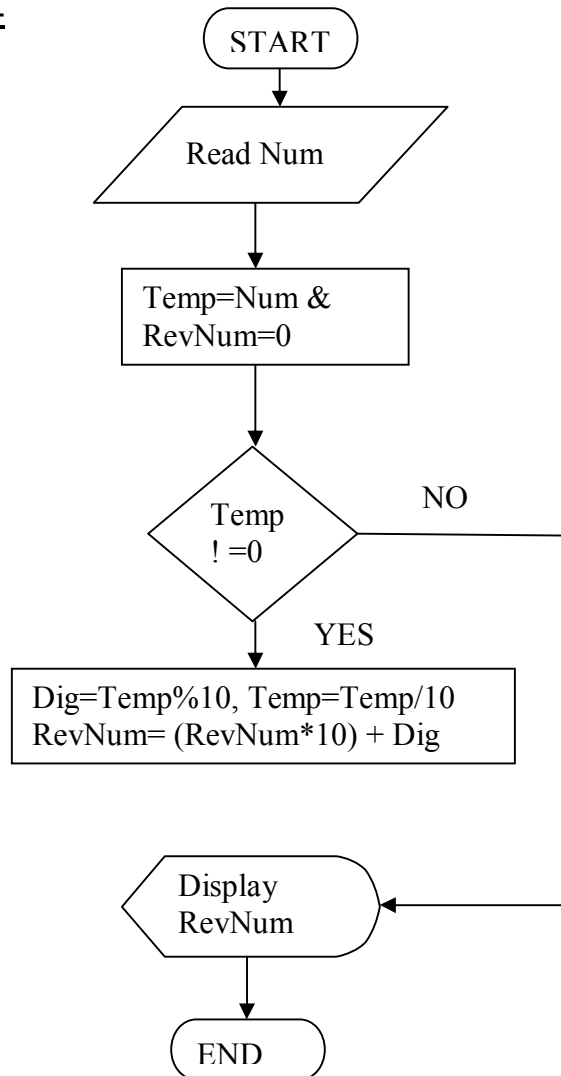 START
Read Num
Temp=Num &
RevNum=0
Temp
! =0
NO
YES
Dig=Temp%10, Temp=Temp/10
RevNum= (RevNum*10) + Dig
Display
RevNum
END